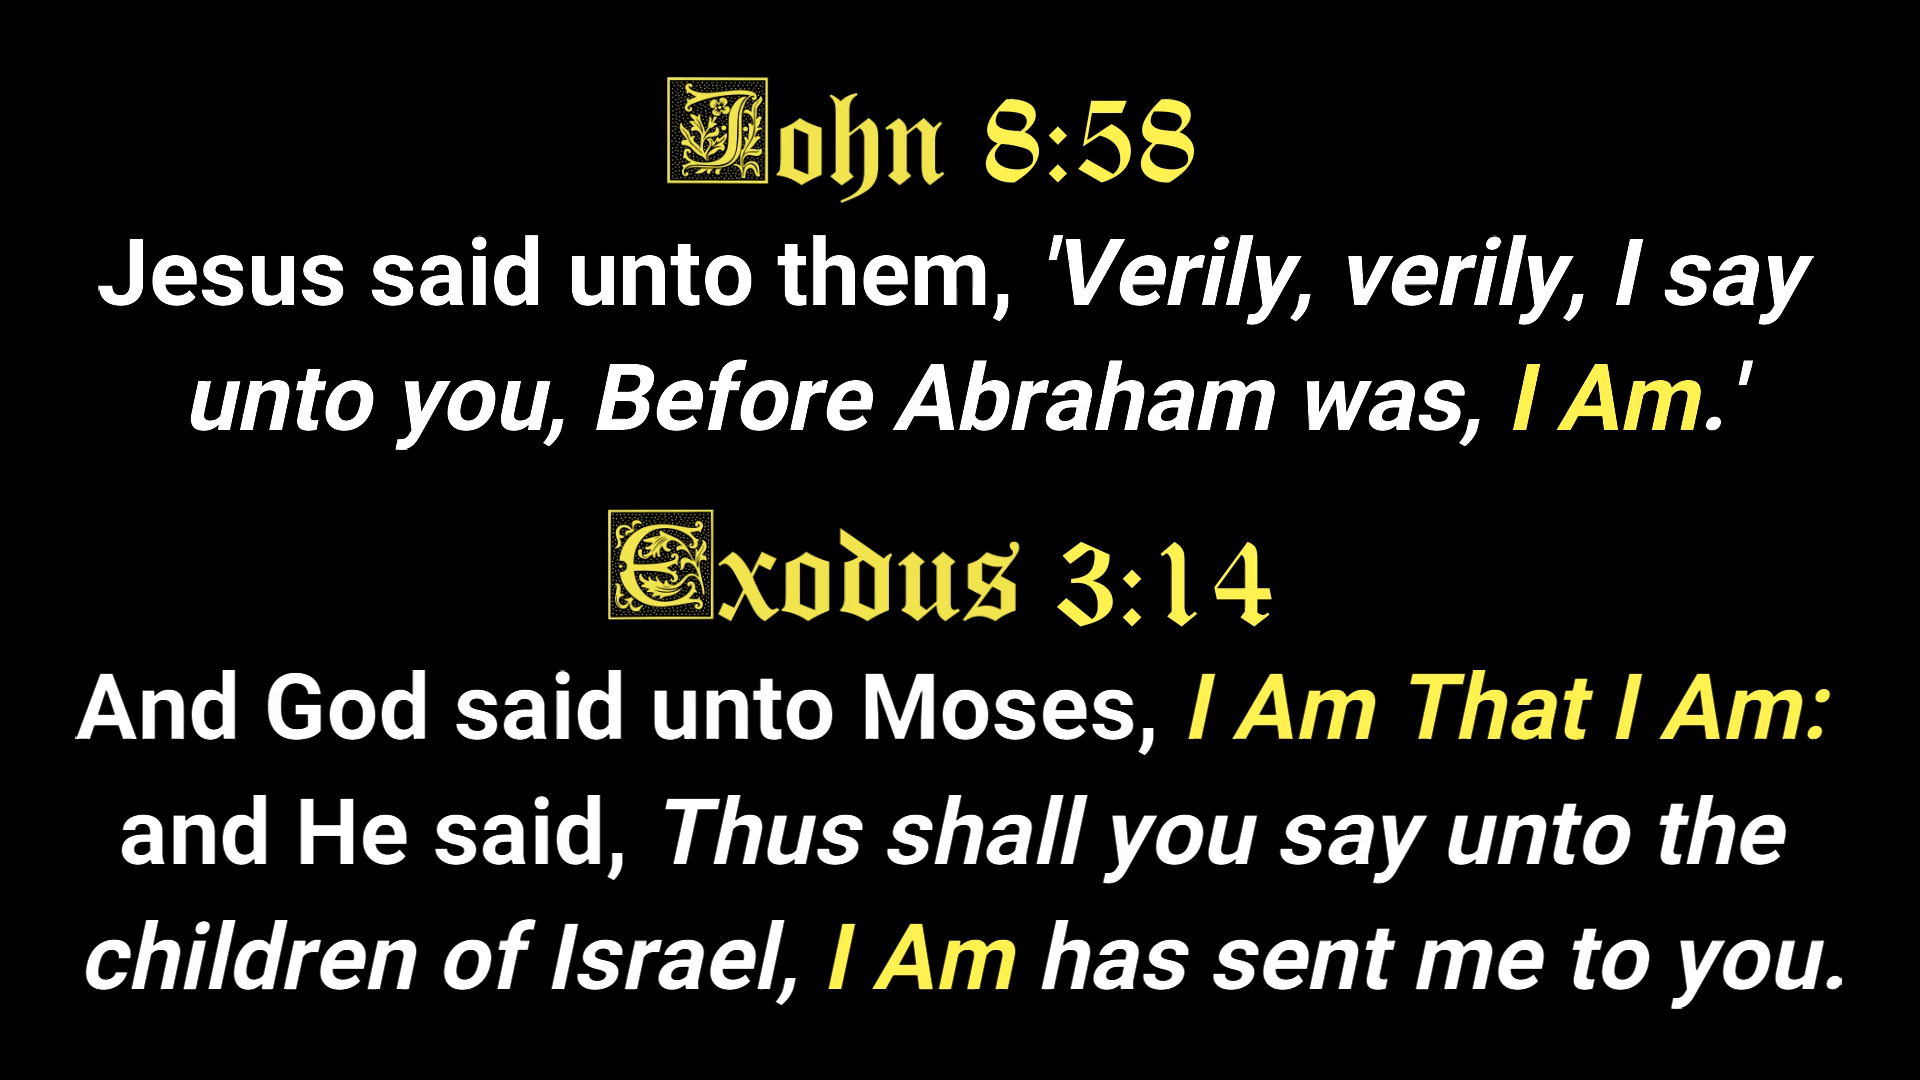 John 8:58
Jesus said unto them, 'Verily, verily, I say
unto you, Before Abraham was, I Am.'
Exodus 3:14
And God said unto Moses, I Am That I Am:
and He said, Thus shall you say unto the
children of Israel, I Am has sent me to you.